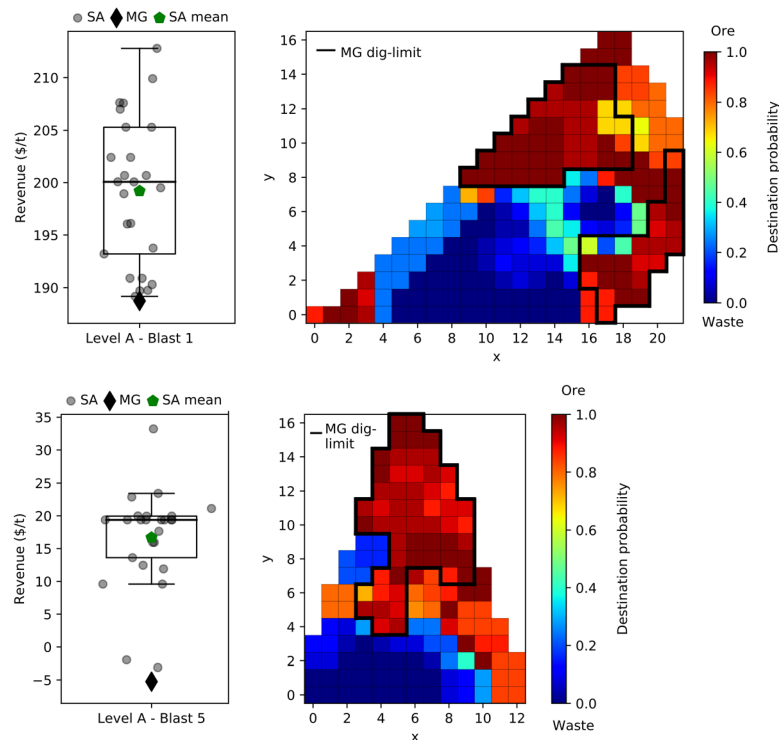 SA MG SA mean
Revenue ($/t)
210
205
200
195
190
Level A - Blast 1
MG dig-limit
y
16
14
12
10
8
6
4
2
0
0 2 4 6 8 10 12 14 16 18 20
x
Ore
1.0
0.8
0.6
0.4
0.2
0.0
Waste
Destination probability
SA MG SA mean
Revenue ($/t)
35
30
25
20
15
10
5
0
−5
Level A - Blast 5
MG dig-
limit
y
16
14
12
10
8
6
4
2
0
0 2 4 6 8 10 12
x
Ore
1.0
0.8
0.6
0.4
0.2
0.0
Waste
Destination probability